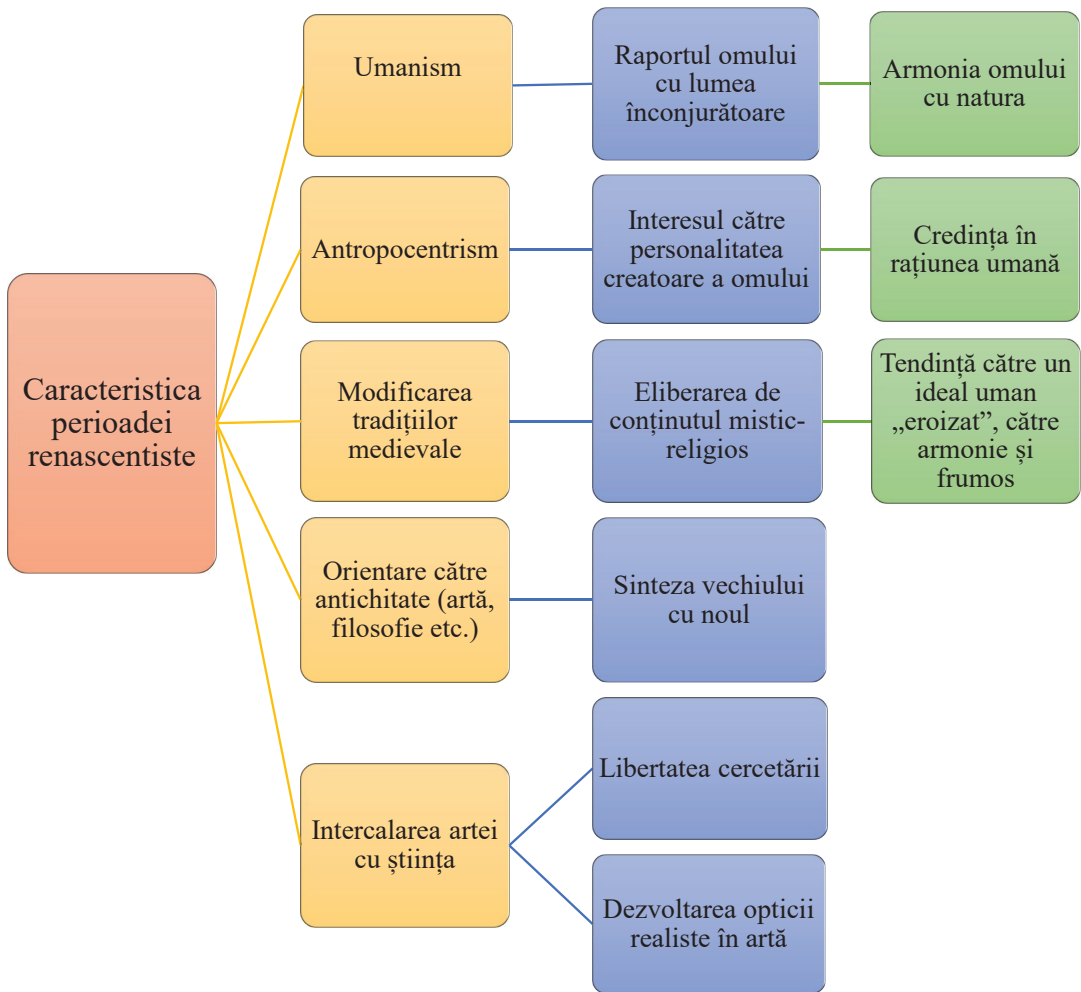 Caracteristica
perioadei
renascentiste
Umanism
Raportul omului
cu lumea
înconjurătoare
Armonia omului
cu natura
Antropocentrism
Interesul către
personalitatea
creatoare a omului
Credința în
rațiunea umană
Modificarea
tradițiilor
medievale
Eliberarea de
conținutul mistic-
religios
Tendință către un
ideal uman
„eroizat”, către
armonie și
frumos
Orientare către
antichitate (artă,
filosofie etc.)
Sinteza vechiului
cu noul
Intercalarea artei
cu știința
Libertatea cercetării
Dezvoltarea opticii
realiste în artă